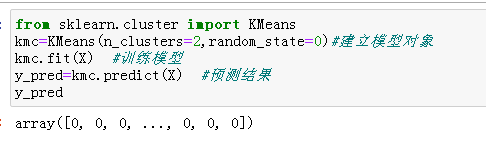 from sklearn.cluster import KMeans
kmc=KMeans(n_clusters=2,random_state=0)#建立模型对象
kmc.fit(X)  #训练模型
y_pred=kmc.predict(X)  #预测结果
y_pred
array([0, 0, 0, ..., 0, 0, 0])